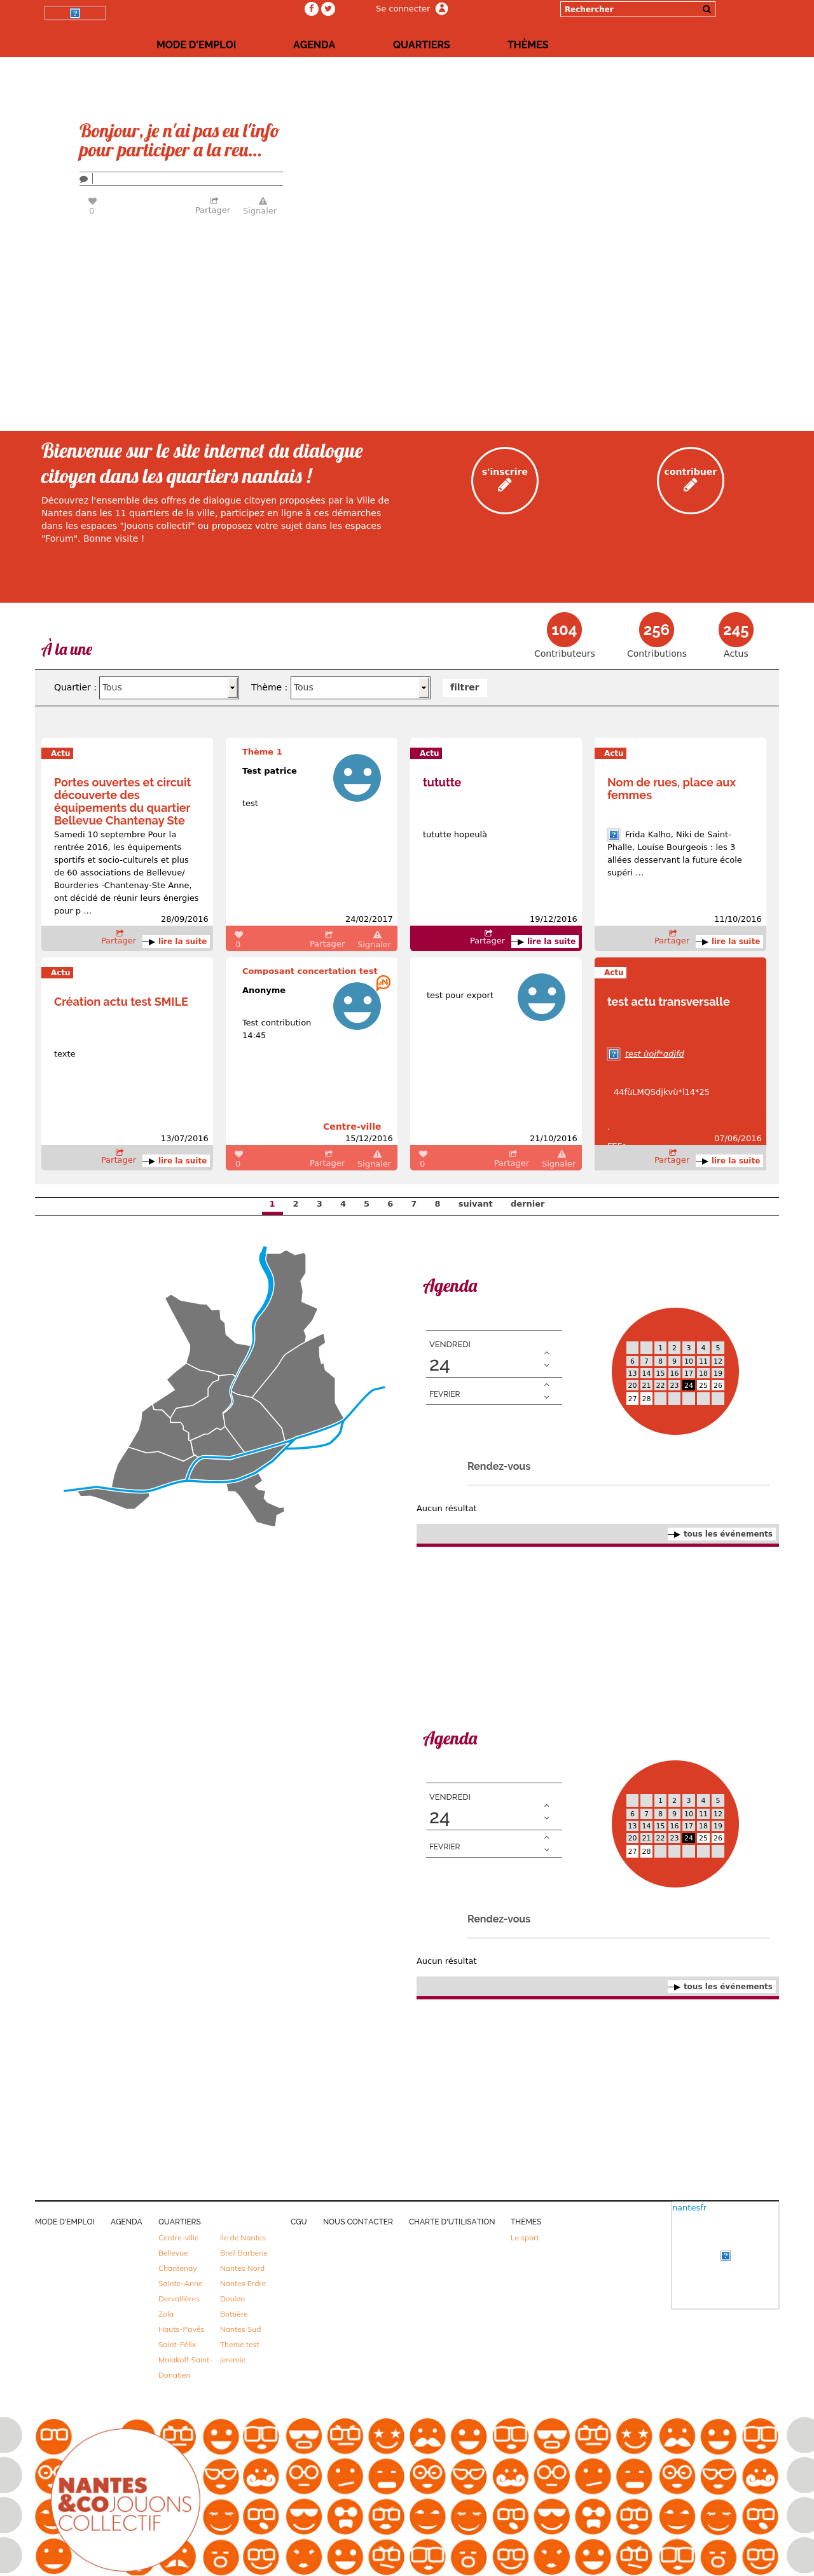 Se connecter
Rechercher
MODE D'EMPLOI AGENDA QUARTIERS THÈMES
Bonjour, je n'ai pas eu l'info
pour participer a la reu...
0 Partager Signaler
Bienvenue sur le site internet du dialogue
citoyen dans les quartiers nantais !
Découvrez l'ensemble des offres de dialogue citoyen proposées par la Ville de
Nantes dans les 11 quartiers de la ville, participez en ligne à ces démarches
dans les espaces "Jouons collectif" ou proposez votre sujet dans les espaces
"Forum". Bonne visite !
s'inscrire
contribuer
À la une
104 256 245
Contributeurs Contributions Actus
Quartier : Tous Thème : Tous filtrer
Actu
Portes ouvertes et circuit
découverte des
équipements du quartier
Bellevue Chantenay Ste
Samedi 10 septembre Pour la
rentrée 2016, les équipements
sportifs et socio-culturels et plus
de 60 associations de Bellevue/
Bourderies -Chantenay-Ste Anne,
ont décidé de réunir leurs énergies
pour p ...
28/09/2016
Partager lire la suite
Thème 1
Test patrice
test
24/02/2017
0 Partager Signaler
Actu
tututte
tututte hopeulà
19/12/2016
Partager lire la suite
Actu
Nom de rues, place aux
femmes
Frida Kalho, Niki de Saint-
Phalle, Louise Bourgeois : les 3
allées desservant la future école
supéri ...
11/10/2016
Partager lire la suite
Actu
Création actu test SMILE
texte
13/07/2016
Partager lire la suite
Composant concertation test
Anonyme
Test contribution
14:45
Centre-ville
15/12/2016
0 Partager Signaler
test pour export
21/10/2016
0 Partager Signaler
Actu
test actu transversalle
test ùojf*qdjfd
44fùLMQSdjkvù*l14*25
.
07/06/2016
Partager lire la suite
1 2 3 4 5 6 7 8 suivant dernier
Agenda
VENDREDI
24
FEVRIER
1 2 3 4 5
6 7 8 9 10 11 12
13 14 15 16 17 18 19
20 21 22 23 24 25 26
27 28
Rendez-vous
Aucun résultat
tous les événements
Agenda
VENDREDI
24
FEVRIER
1 2 3 4 5
6 7 8 9 10 11 12
13 14 15 16 17 18 19
20 21 22 23 24 25 26
27 28
Rendez-vous
Aucun résultat
tous les événements
MODE D'EMPLOI AGENDA QUARTIERS CGU NOUS CONTACTER CHARTE D'UTILISATION THÈMES
nantesfr
Centre-ville
Bellevue
Chantenay
Sainte-Anne
Dervallières
Zola
Hauts-Pavés
Saint-Félix
Malakoff Saint-
Donatien
Ile de Nantes
Breil Barberie
Nantes Nord
Nantes Erdre
Doulon
Bottière
Nantes Sud
Theme test
jeremie
Le sport
NANTES
&COJOUONS
COLLECTIF